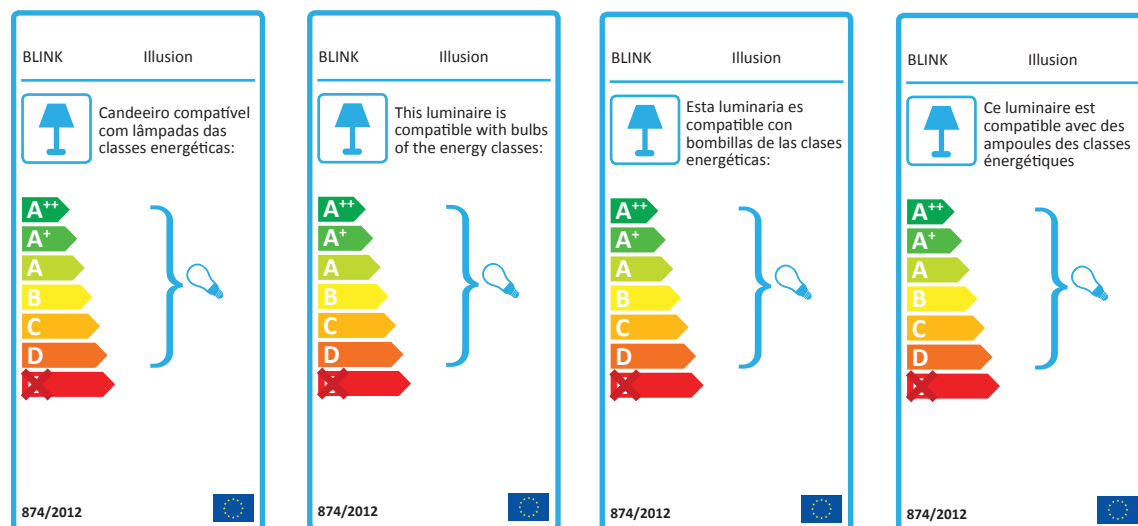 BLINK Illusion
Candeeiro compatível
com lâmpadas das
classes energéticas:
A++
A+
A
B
C
D
874/2012
BLINK Illusion
This luminaire is
compatible with bulbs
of the energy classes:
A++
A+
A
B
C
D
874/2012
BLINK Illusion
Esta luminaria es
compatible con
bombillas de las clases
energéticas:
A++
A+
A
B
C
D
874/2012
BLINK Illusion
Ce luminaire est
compatible avec des
ampoules des classes
énergétiques
A++
A+
A
B
C
D
874/2012